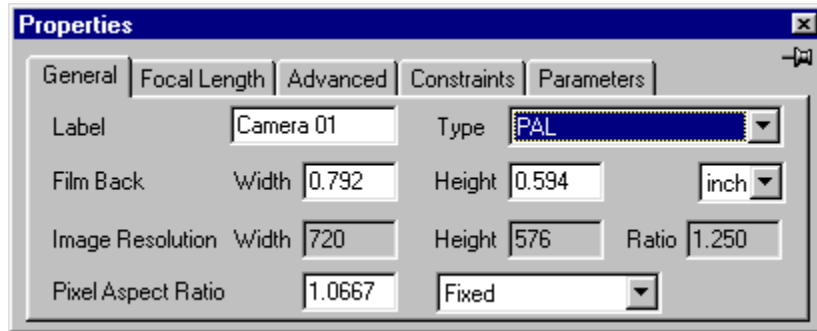 Properties
General Focal Length Advanced Constraints Parameters
Label Camera 01 Type PAL
Film Back Width 0.792 Height 0.594 inch
Image Resolution Width 720 Height 576 Ratio 1.250
Pixel Aspect Ratio 1.0667 Fixed